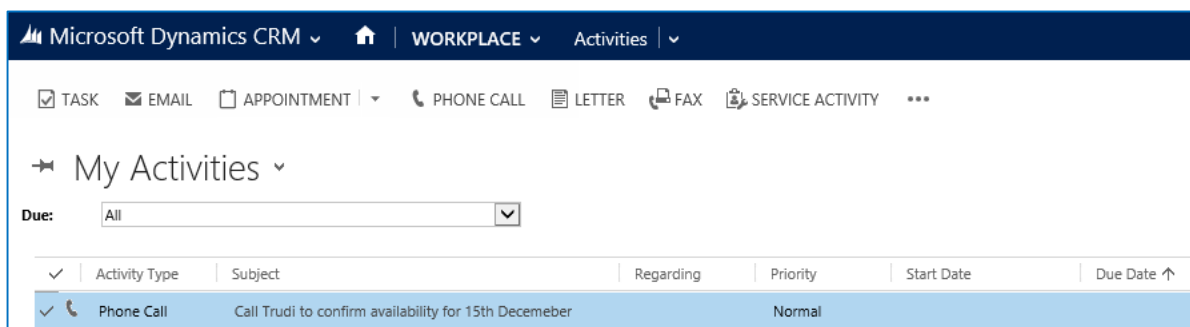 Microsoft Dynamics CRM WORKPLACE Activities
TASK EMAIL APPOINTMENT PHONE CALL LETTER FAX SERVICE ACTIVITY •••
My Activities
Due: All
Activity Type Subject Regarding Priority Start Date Due Date
Phone Call Call Trudi to confirm availability for 15th Decemeber Normal